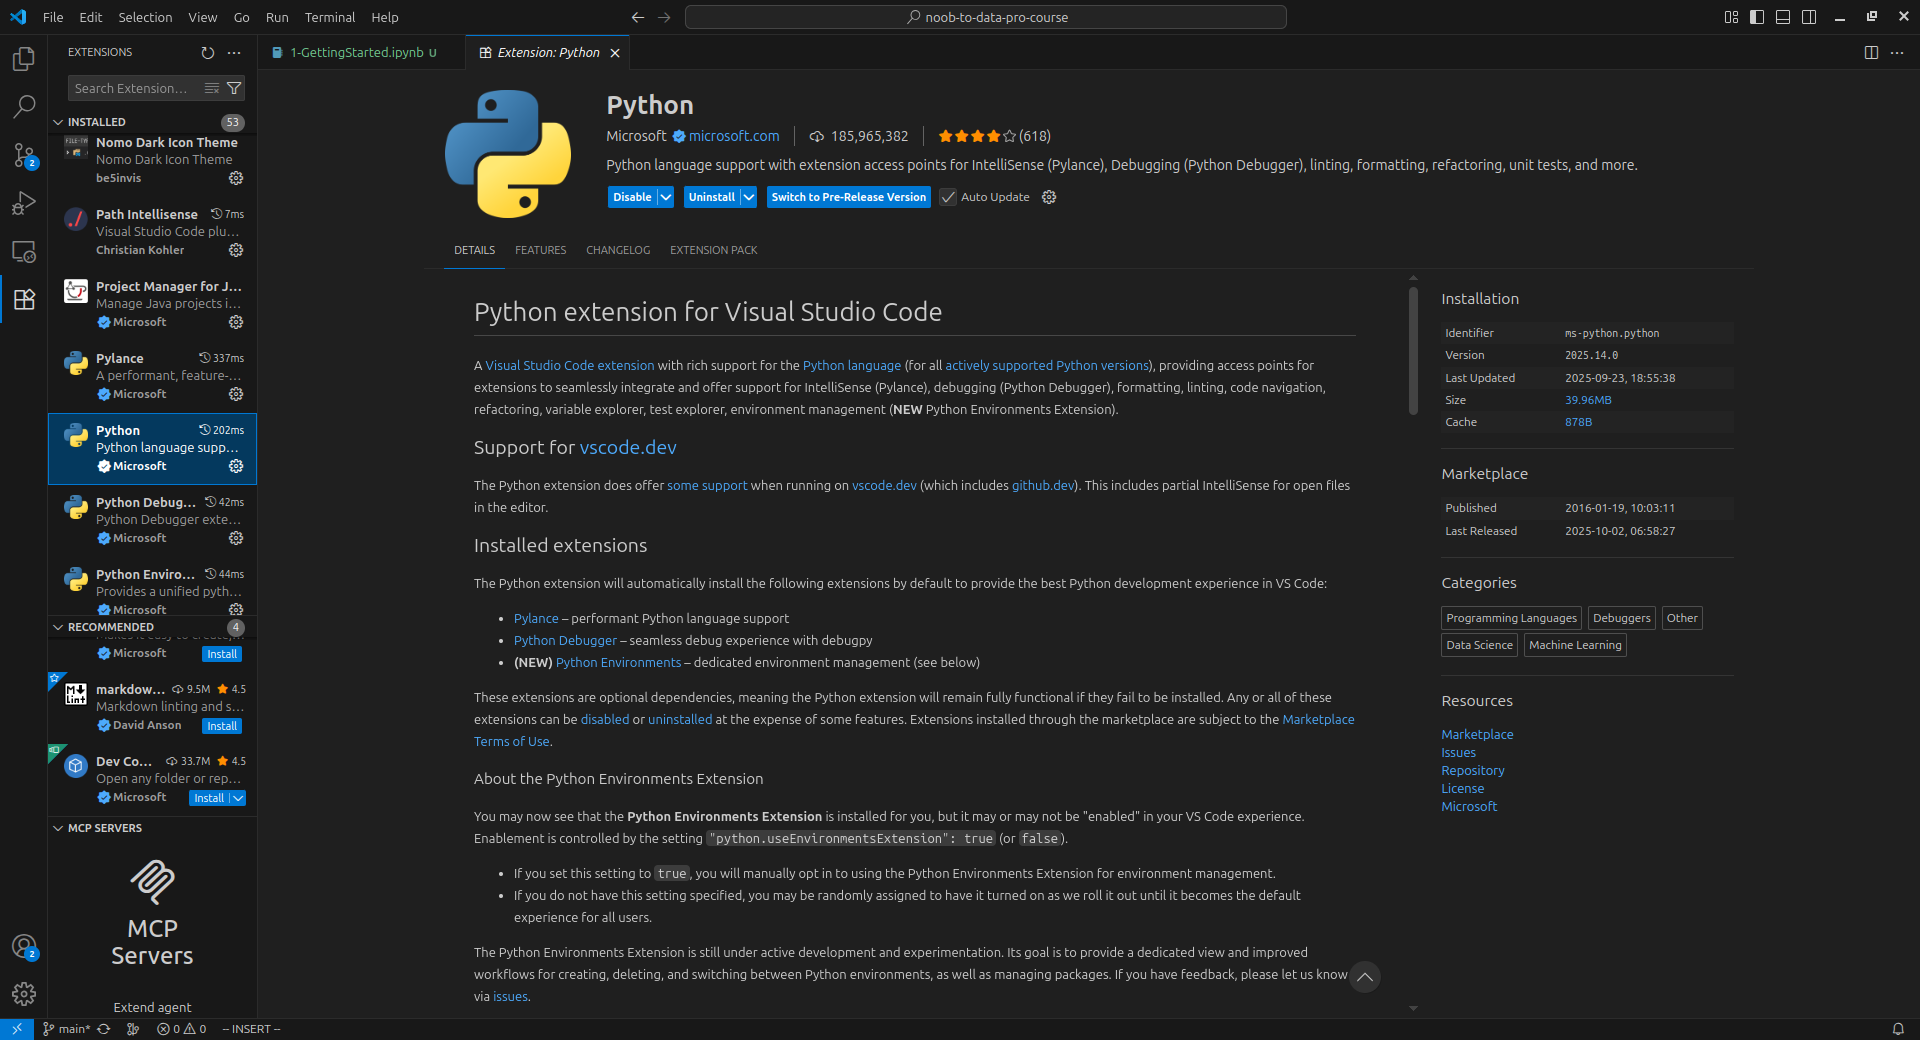 File Edit Selection View Go Run Terminal Help
noob-to-data-pro-course
EXTENSIONS
Search Extension...
INSTALLED 53
Nomo Dark Icon Theme
Nomo Dark Icon Theme
be5invis
Path Intellisense 7ms
Visual Studio Code plu...
Christian Kohler
Project Manager for J...
Manage Java projects i...
Microsoft
Pylance 337ms
A performant, feature-...
Microsoft
Python 202ms
Python language supp...
Microsoft
Python Debug... 42ms
Python Debugger exte...
Microsoft
Python Enviro... 44ms
Provides a unified pyth...
Microsoft
RECOMMENDED 4
Microsoft Install
markdow... 9.5M 4.5
Markdown linting and s...
David Anson Install
Dev Co... 33.7M 4.5
Open any folder or rep...
Microsoft Install
MCP SERVERS
MCP
Servers
Extend agent
1-GettingStarted.ipynb U
Extension: Python
Python
Microsoft microsoft.com 185,965,382 (618)
Python language support with extension access points for IntelliSense (Pylance), Debugging (Python Debugger), linting, formatting, refactoring, unit tests, and more.
Disable Uninstall Switch to Pre-Release Version Auto Update
DETAILS FEATURES CHANGELOG EXTENSION PACK
Python extension for Visual Studio Code
A Visual Studio Code extension with rich support for the Python language (for all actively supported Python versions), providing access points for
extensions to seamlessly integrate and offer support for IntelliSense (Pylance), debugging (Python Debugger), formatting, linting, code navigation,
refactoring, variable explorer, test explorer, environment management (NEW Python Environments Extension).
Support for vscode.dev
The Python extension does offer some support when running on vscode.dev (which includes github.dev). This includes partial IntelliSense for open files
in the editor.
Installed extensions
The Python extension will automatically install the following extensions by default to provide the best Python development experience in VS Code:
• Pylance – performant Python language support
• Python Debugger – seamless debug experience with debugpy
• (NEW) Python Environments – dedicated environment management (see below)
These extensions are optional dependencies, meaning the Python extension will remain fully functional if they fail to be installed. Any or all of these
extensions can be disabled or uninstalled at the expense of some features. Extensions installed through the marketplace are subject to the Marketplace
Terms of Use.
About the Python Environments Extension
You may now see that the Python Environments Extension is installed for you, but it may or may not be "enabled" in your VS Code experience.
Enablement is controlled by the setting "python.useEnvironmentsExtension": true (or false).
• If you set this setting to true, you will manually opt in to using the Python Environments Extension for environment management.
• If you do not have this setting specified, you may be randomly assigned to have it turned on as we roll it out until it becomes the default
experience for all users.
The Python Environments Extension is still under active development and experimentation. Its goal is to provide a dedicated view and improved
workflows for creating, deleting, and switching between Python environments, as well as managing packages. If you have feedback, please let us know
via issues.
Installation
Identifier ms-python.python
Version 2025.14.0
Last Updated 2025-09-23, 18:55:38
Size 39.96MB
Cache 878B
Marketplace
Published 2016-01-19, 10:03:11
Last Released 2025-10-02, 06:58:27
Categories
Programming Languages Debuggers Other
Data Science Machine Learning
Resources
Marketplace
Issues
Repository
License
Microsoft
2
2
main* 0 0 -- INSERT --